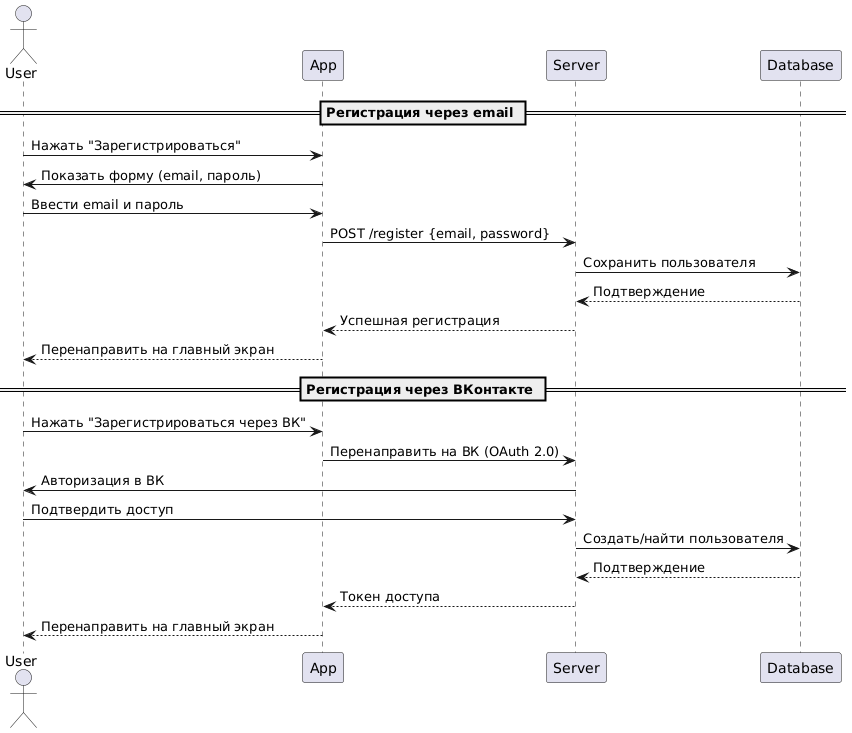 User
App
Server
Database
Регистрация через email
Нажать "Зарегистрироваться"
Показать форму (email, пароль)
Ввести email и пароль
POST /register {email, password}
Сохранить пользователя
Подтверждение
Успешная регистрация
Перенаправить на главный экран
Регистрация через ВКонтакте
Нажать "Зарегистрироваться через ВК"
Перенаправить на ВК (OAuth 2.0)
Авторизация в ВК
Подтвердить доступ
Создать/найти пользователя
Подтверждение
Токен доступа
Перенаправить на главный экран
User
App
Server
Database